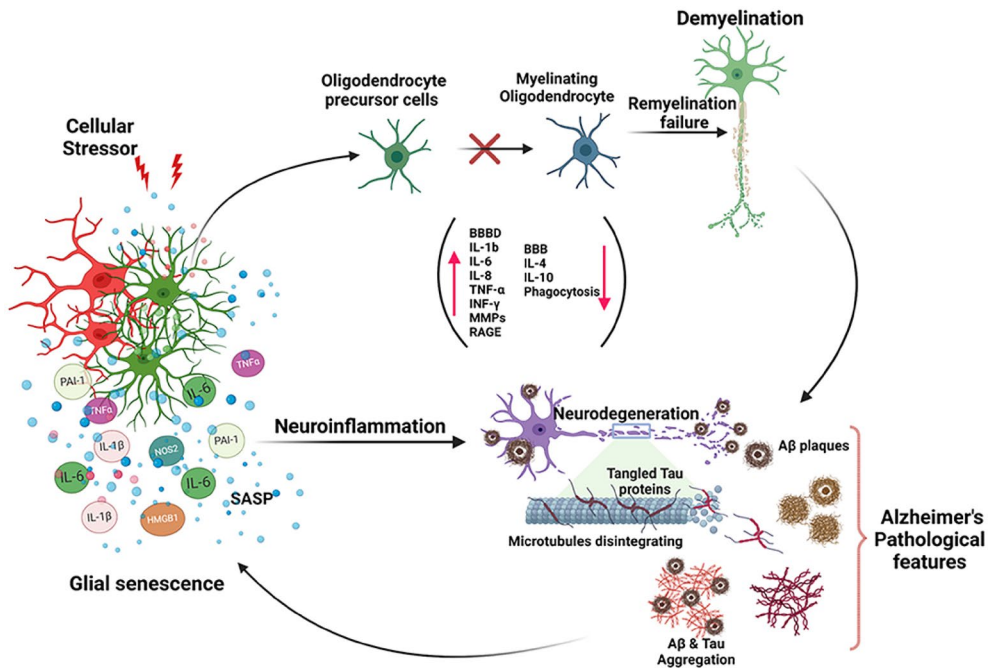 Demyelination
Oligodendrocyte
precursor cells
Myelinating
Oligodendrocyte
Remyelination
failure
Cellular
Stressor
BBBD
IL-1b
IL-6
IL-8
TNF-α
INF-γ
MMPs
RAGE
BBB
IL-4
IL-10
Phagocytosis
TNFα
PAI-1
IL-6
TNFα
IL-1β
NOS2
PAI-1
IL-6
IL-6
SASP
IL-1β
HMGB1
Glial senescence
Neuroinflammation
Neurodegeneration
Aβ plaques
Tangled Tau
proteins
Microtubules disintegrating
Alzheimer's
Pathological
features
Aβ & Tau
Aggregation